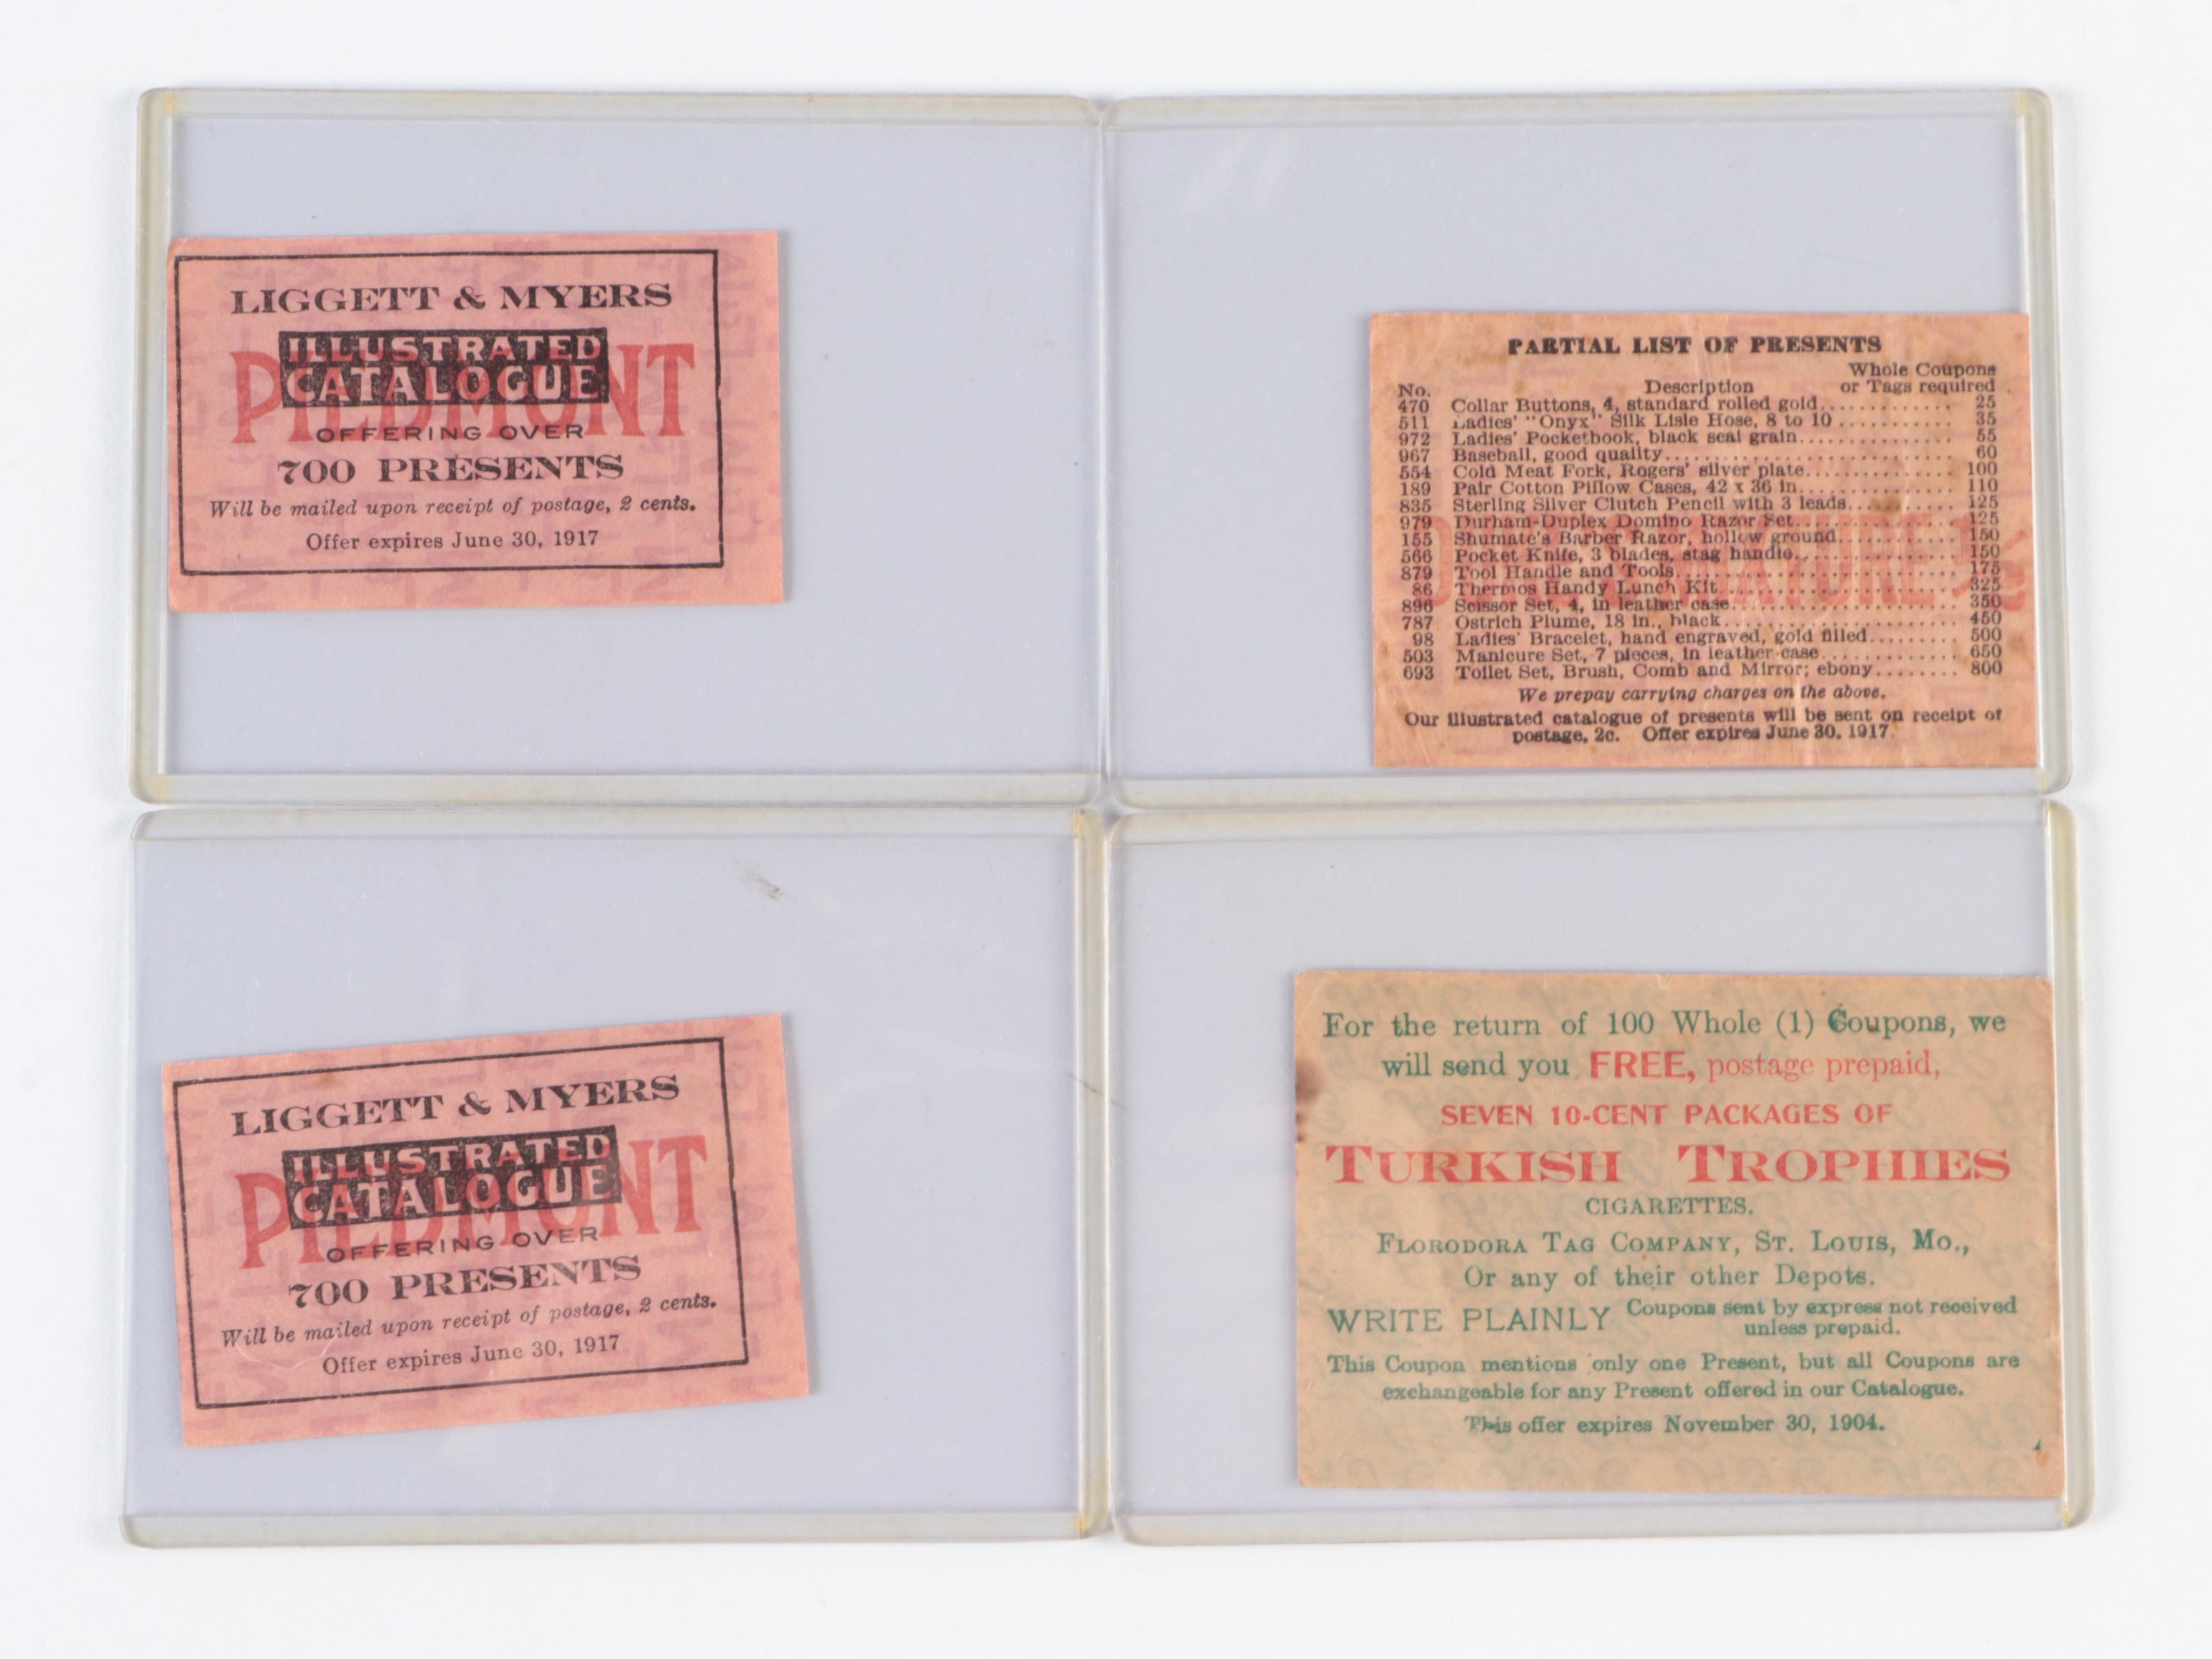 LIGGETT & MYERS
ILLUSTRATED
CATALOGUE
PIEDMONT
OFFERING OVER
700 PRESENTS
Will be mailed upon receipt of postage, 2 cents.
Offer expires June 30, 1917
PARTIAL LIST OF PRESENTS
Whole Coupons
No. Description or Tags required
470 Collar Buttons, 4, standard rolled gold............ 25
511 Ladies' "Onyx" Silk Lisle Hose, 8 to 10........... 35
972 Ladies' Pocketbook, black seal grain.............. 55
967 Baseball, good quality........................... 60
554 Cold Meat Fork, Rogers' silver plate.............. 100
189 Pair Cotton Pillow Cases, 42 x 36 in.............. 110
835 Sterling Silver Clutch Pencil with 3 leads......... 125
979 Durham-Duplex Domino Razor Set............... 125
155 Shumate's Barber Razor, hollow ground.......... 150
566 Pocket Knife, 3 blades, stag handle.............. 150
879 Tool Handle and Tools.......................... 175
86 Thermos Handy Lunch Kit...................... 325
896 Scissor Set, 4, in leather case.................... 350
787 Ostrich Plume, 18 in., black..................... 450
98 Ladies' Bracelet, hand engraved, gold filled........ 500
503 Manicure Set, 7 pieces, in leather case............ 650
693 Toilet Set, Brush, Comb and Mirror; ebony........ 800
We prepay carrying charges on the above.
Our illustrated catalogue of presents will be sent on receipt of
postage, 2c. Offer expires June 30, 1917
LIGGETT & MYERS
ILLUSTRATED
CATALOGUE
PIEDMONT
OFFERING OVER
700 PRESENTS
Will be mailed upon receipt of postage, 2 cents.
Offer expires June 30, 1917
For the return of 100 Whole (1) Coupons, we
will send you FREE, postage prepaid,
SEVEN 10-CENT PACKAGES OF
TURKISH TROPHIES
CIGARETTES.
FLORODORA TAG COMPANY, ST. LOUIS, MO.,
Or any of their other Depots.
WRITE PLAINLY Coupons sent by express not received
unless prepaid.
This Coupon mentions only one Present, but all Coupons are
exchangeable for any Present offered in our Catalogue.
This offer expires November 30, 1904.